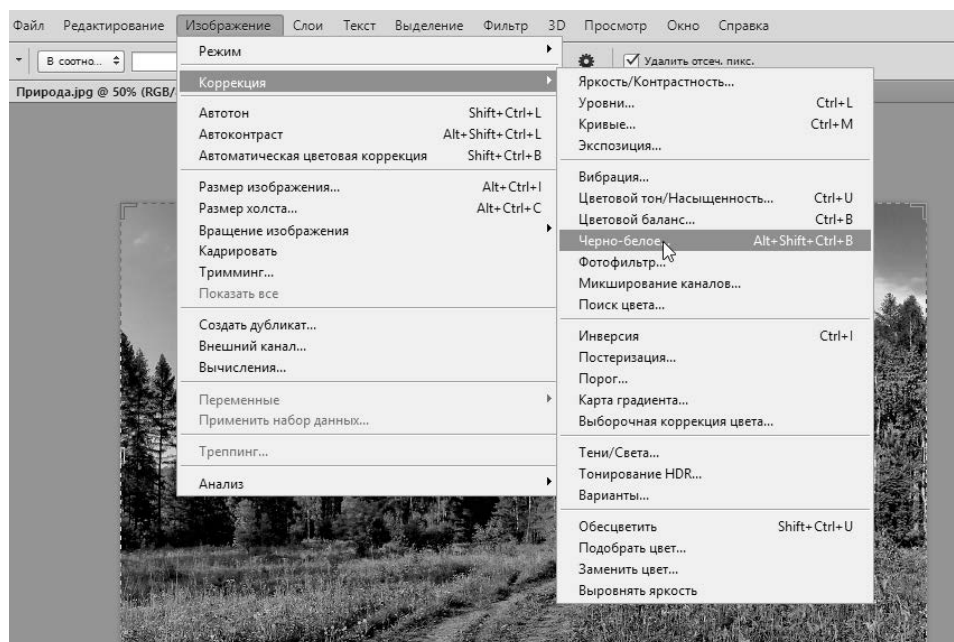 Файл Редактирование Изображение Слои Текст Выделение Фильтр 3D Просмотр Окно Справка
В соотно...
Удалить отсеч. пикс.
Природа.jpg @ 50% (RGB/
Режим
Коррекция
Автотон Shift+Ctrl+L
Автоконтраст Alt+Shift+Ctrl+L
Автоматическая цветовая коррекция Shift+Ctrl+B
Размер изображения... Alt+Ctrl+I
Размер холста... Alt+Ctrl+C
Вращение изображения
Кадрировать
Тримминг...
Показать все
Создать дубликат...
Внешний канал...
Вычисления...
Переменные
Применить набор данных...
Треппинг...
Анализ
Яркость/Контрастность...
Уровни... Ctrl+L
Кривые... Ctrl+M
Экспозиция...
Вибрация...
Цветовой тон/Насыщенность... Ctrl+U
Цветовой баланс... Ctrl+B
Черно-белое... Alt+Shift+Ctrl+B
Фотофильтр...
Микширование каналов...
Поиск цвета...
Инверсия Ctrl+I
Постеризация...
Порог...
Карта градиента...
Выборочная коррекция цвета...
Тени/Света...
Тонирование HDR...
Варианты...
Обесцветить Shift+Ctrl+U
Подобрать цвет...
Заменить цвет...
Выровнять яркость